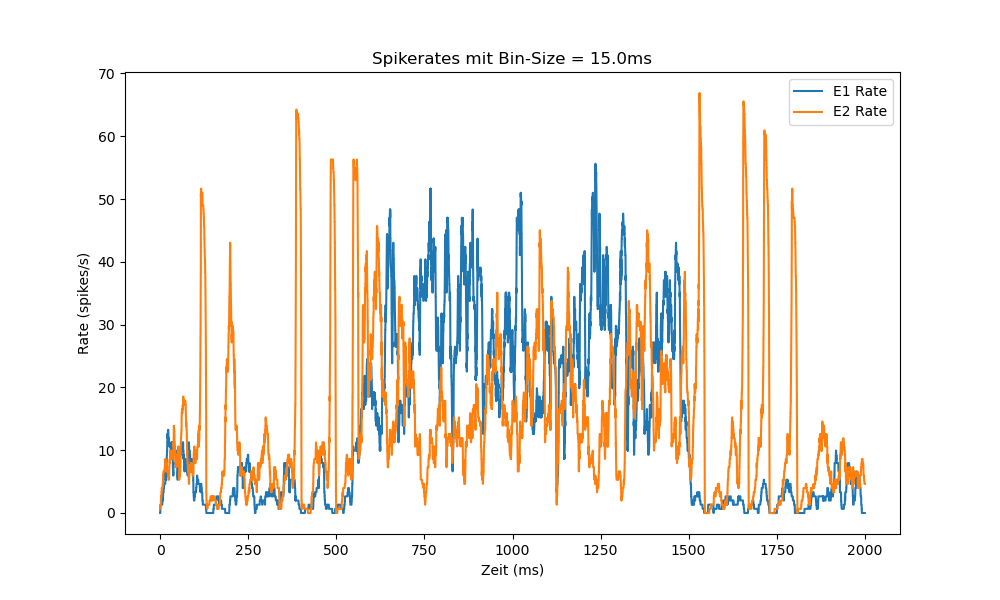 Spikerates mit Bin-Size = 15.0ms
E1 Rate
E2 Rate
Rate (spikes/s)
70
60
50
40
30
20
10
0
0 250 500 750 1000 1250 1500 1750 2000
Zeit (ms)